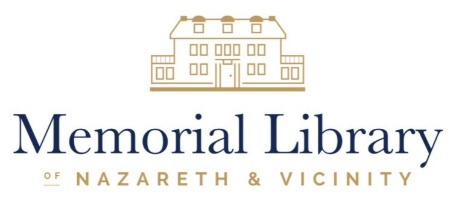 Memorial Library
OF NAZARETH & VICINITY